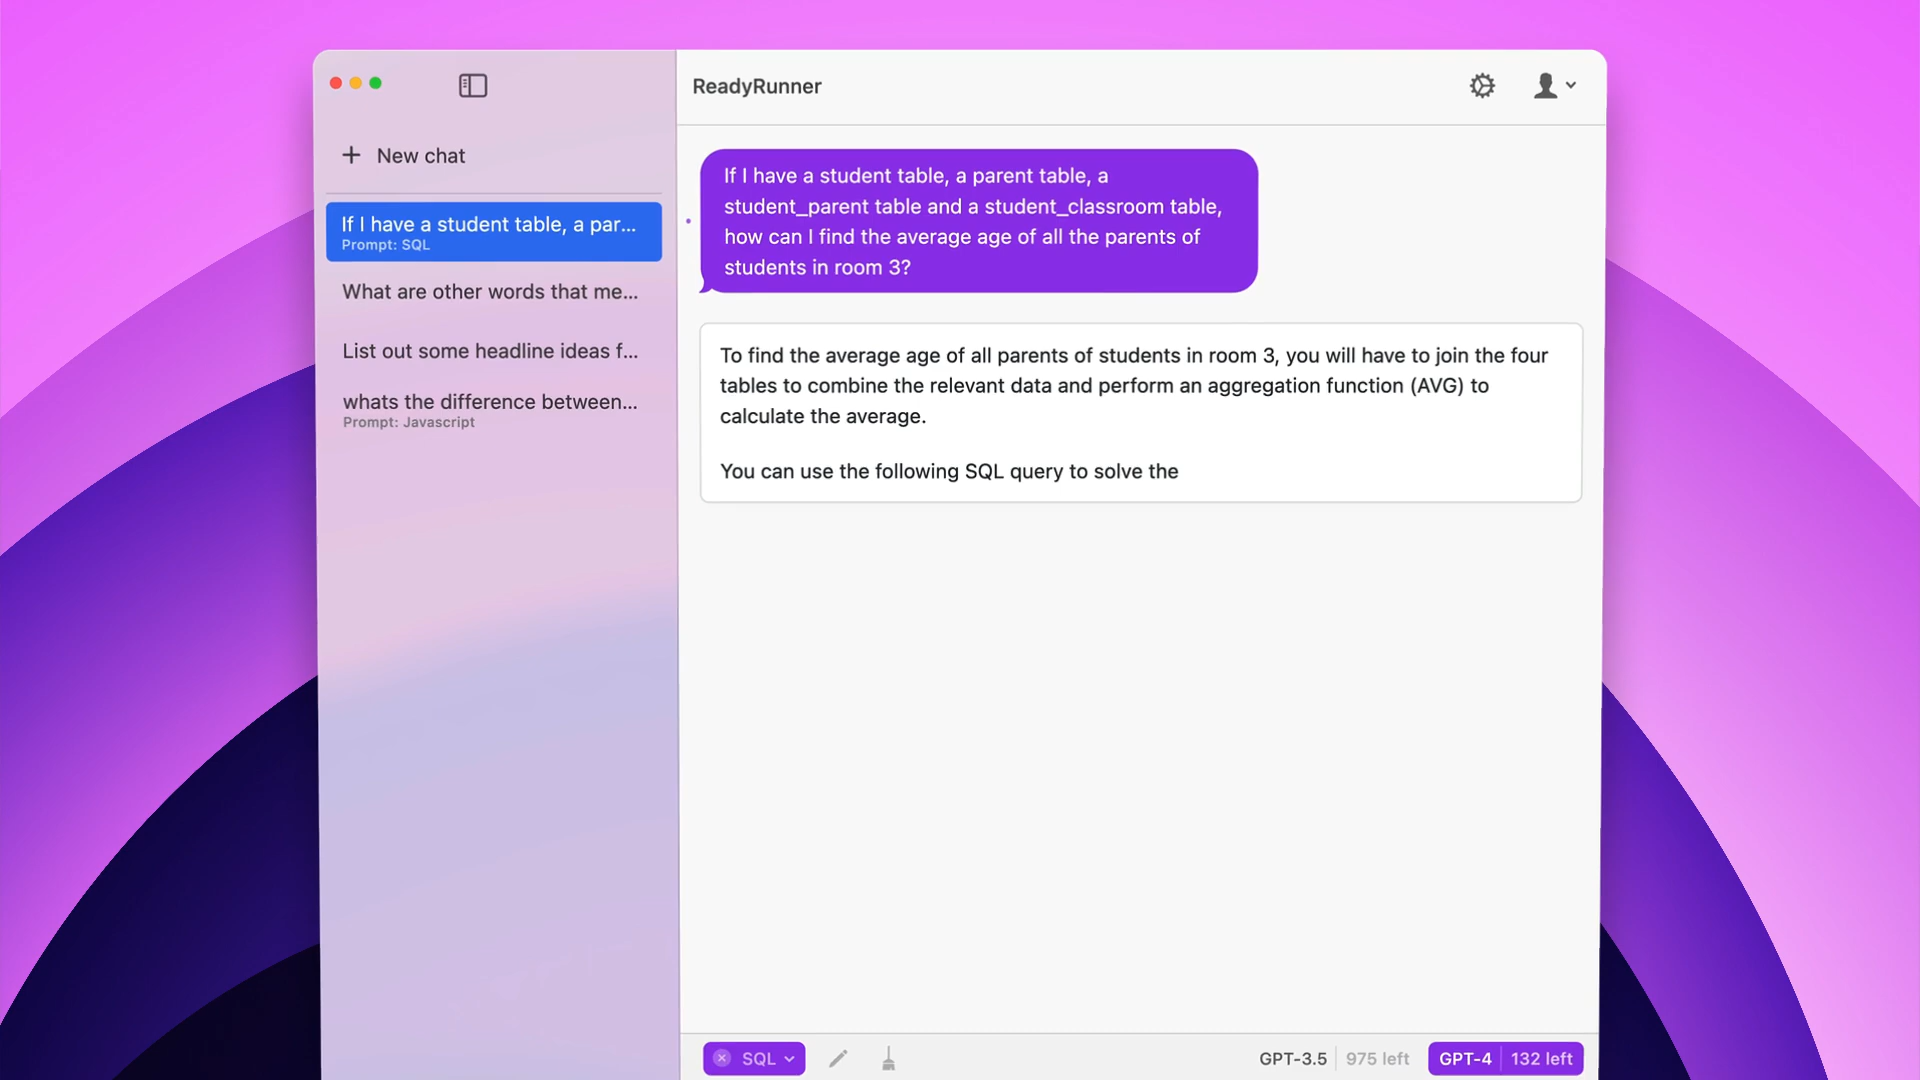 ReadyRunner
New chat
If I have a student table, a par...
Prompt: SQL
What are other words that me...
List out some headline ideas f...
whats the difference between...
Prompt: Javascript
If I have a student table, a parent table, a
student_parent table and a student_classroom table,
how can I find the average age of all the parents of
students in room 3?
To find the average age of all parents of students in room 3, you will have to join the four
tables to combine the relevant data and perform an aggregation function (AVG) to
calculate the average.
You can use the following SQL query to solve the
SQL
GPT-3.5 975 left
GPT-4 132 left